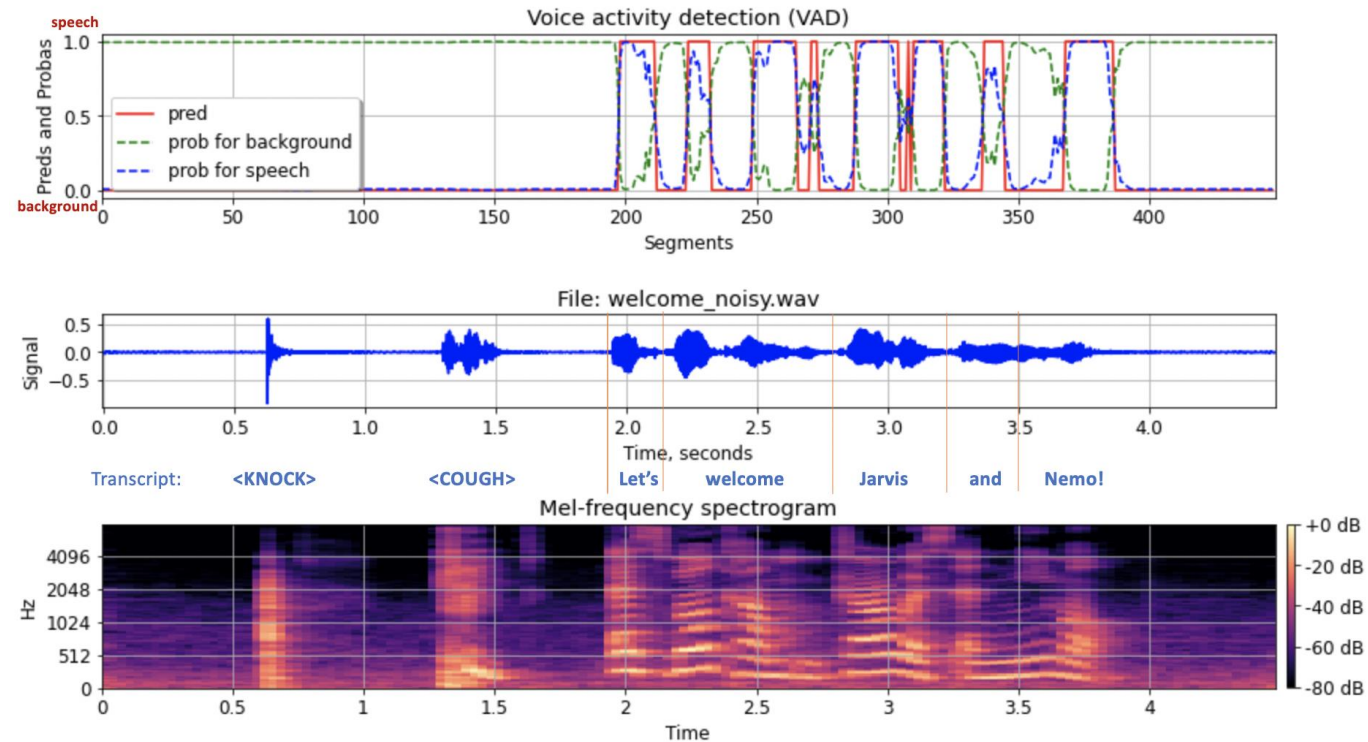 Voice activity detection (VAD)
speech
1.0
0.5
0.0
background
Preds and Probas
pred
prob for background
prob for speech
0 50 100 150 200 250 300 350 400
Segments
File: welcome_noisy.wav
0.5
0.0
−0.5
Signal
0.0 0.5 1.0 1.5 2.0 2.5 3.0 3.5 4.0
Time, seconds
Transcript: <KNOCK> <COUGH> Let’s welcome Jarvis and Nemo!
Mel-frequency spectrogram
4096
2048
1024
512
0
Hz
0 0.5 1 1.5 2 2.5 3 3.5 4
Time
+0 dB
-20 dB
-40 dB
-60 dB
-80 dB